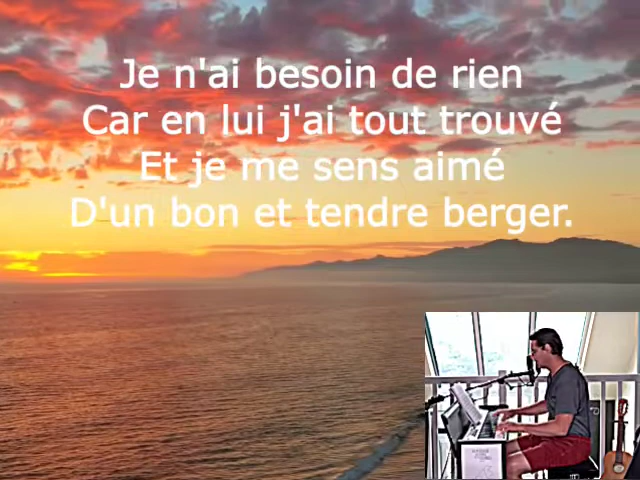 Je n'ai besoin de rien
Car en lui j'ai tout trouvé
Et je me sens aimé
D'un bon et tendre berger.